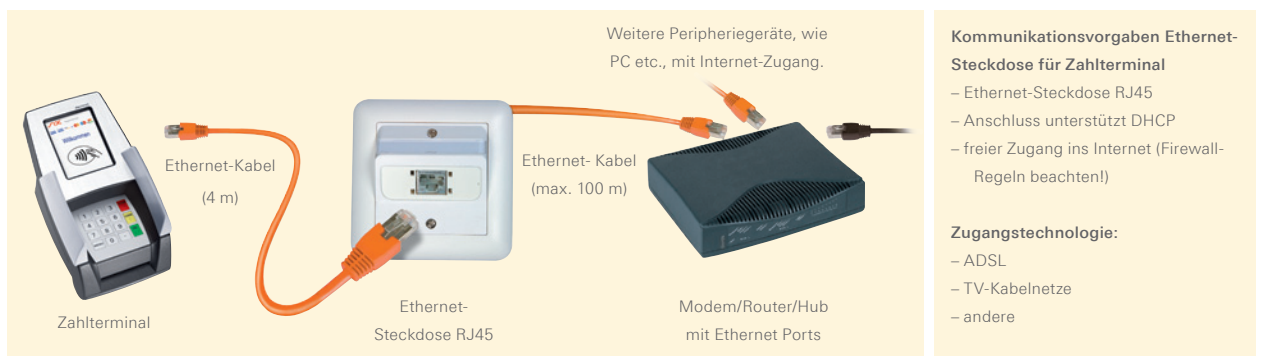 Weitere Peripheriegeräte, wie
PC etc., mit Internet-Zugang.
Ethernet-Kabel
(4 m)
Ethernet- Kabel
(max. 100 m)
Zahlterminal
Ethernet-
Steckdose RJ45
Modem/Router/Hub
mit Ethernet Ports
Kommunikationsvorgaben Ethernet-
Steckdose für Zahlterminal
– Ethernet-Steckdose RJ45
– Anschluss unterstützt DHCP
– freier Zugang ins Internet (Firewall-
Regeln beachten!)
Zugangstechnologie:
– ADSL
– TV-Kabelnetze
– andere